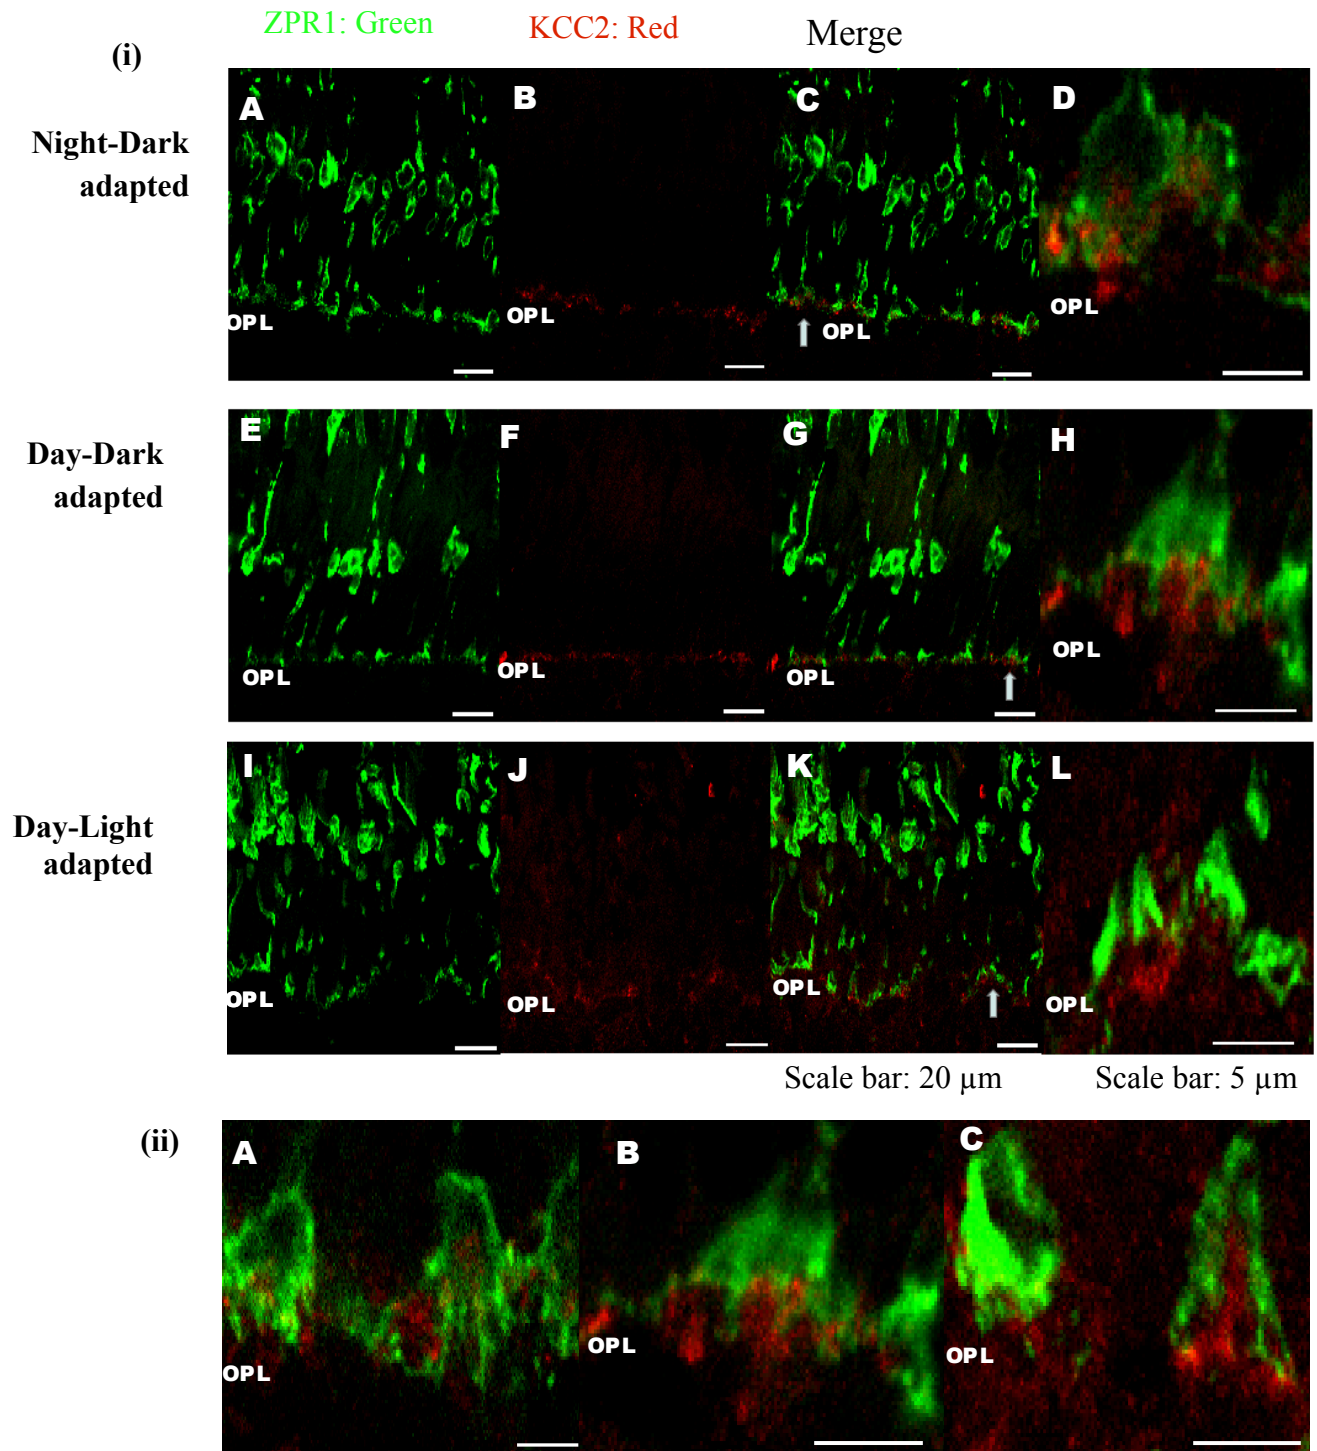 ZPR1: Green KCC2: Red Merge
(i)
Night-Dark
adapted
A B C D
OPL OPL OPL OPL
Day-Dark
adapted
E F G H
OPL OPL OPL OPL
Day-Light
adapted
I J K L
OPL OPL OPL OPL
Scale bar: 20 µm Scale bar: 5 µm
(ii)
A B C
OPL OPL OPL